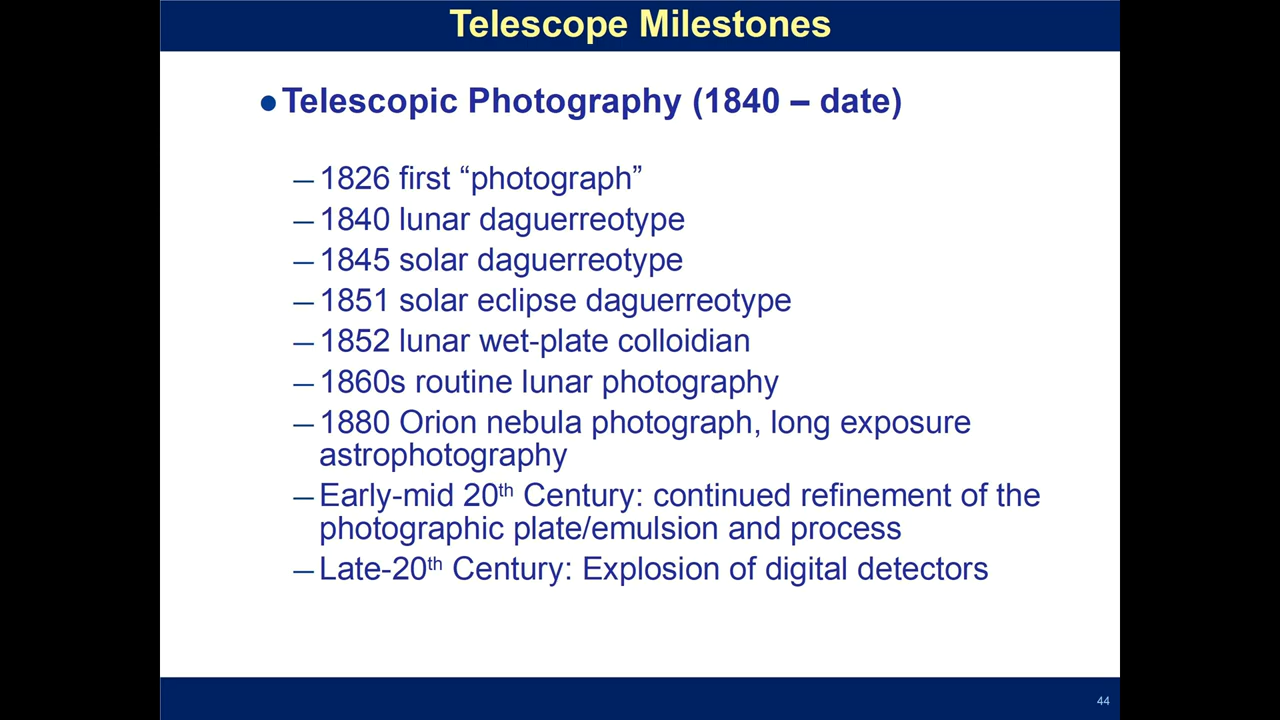 Telescope Milestones
● Telescopic Photography (1840 – date)
– 1826 first “photograph”
– 1840 lunar daguerreotype
– 1845 solar daguerreotype
– 1851 solar eclipse daguerreotype
– 1852 lunar wet-plate colloidian
– 1860s routine lunar photography
– 1880 Orion nebula photograph, long exposure
astrophotography
– Early-mid 20th Century: continued refinement of the
photographic plate/emulsion and process
– Late-20th Century: Explosion of digital detectors
44